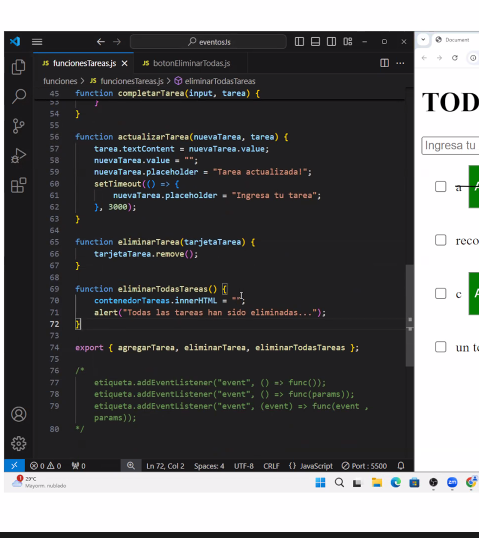 eventosJs
Document
JS funcionesTareas.js ×
JS botonEliminarTodas.js
funciones > JS funcionesTareas.js > eliminarTodasTareas
45 function completarTarea(input, tarea) {
53 }
54 }
55
56 function actualizarTarea(nuevaTarea, tarea) {
57 tarea.textContent = nuevaTarea.value;
58 nuevaTarea.value = "";
59 nuevaTarea.placeholder = "Tarea actualizada!";
60 setTimeout(() => {
61 nuevaTarea.placeholder = "Ingresa tu tarea";
62 }, 3000);
63 }
64
65 function eliminarTarea(tarjetaTarea) {
66 tarjetaTarea.remove();
67 }
68
69 function eliminarTodasTareas() {
70 contenedorTareas.innerHTML = "";
71 alert("Todas las tareas han sido eliminadas...");
72 }
73
74 export { agregarTarea, eliminarTarea, eliminarTodasTareas };
75
76 /*
77 etiqueta.addEventListener("event", () => func());
78 etiqueta.addEventListener("event", () => func(params));
79 etiqueta.addEventListener("event", (event) => func(event ,
params));
80 */
TOD
Ingresa tu
a
A
reco
c
A
un t
0 0 0 Ln 72, Col 2 Spaces: 4 UTF-8 CRLF {} JavaScript Port : 5500
1
23°C
Mayorm. nublado